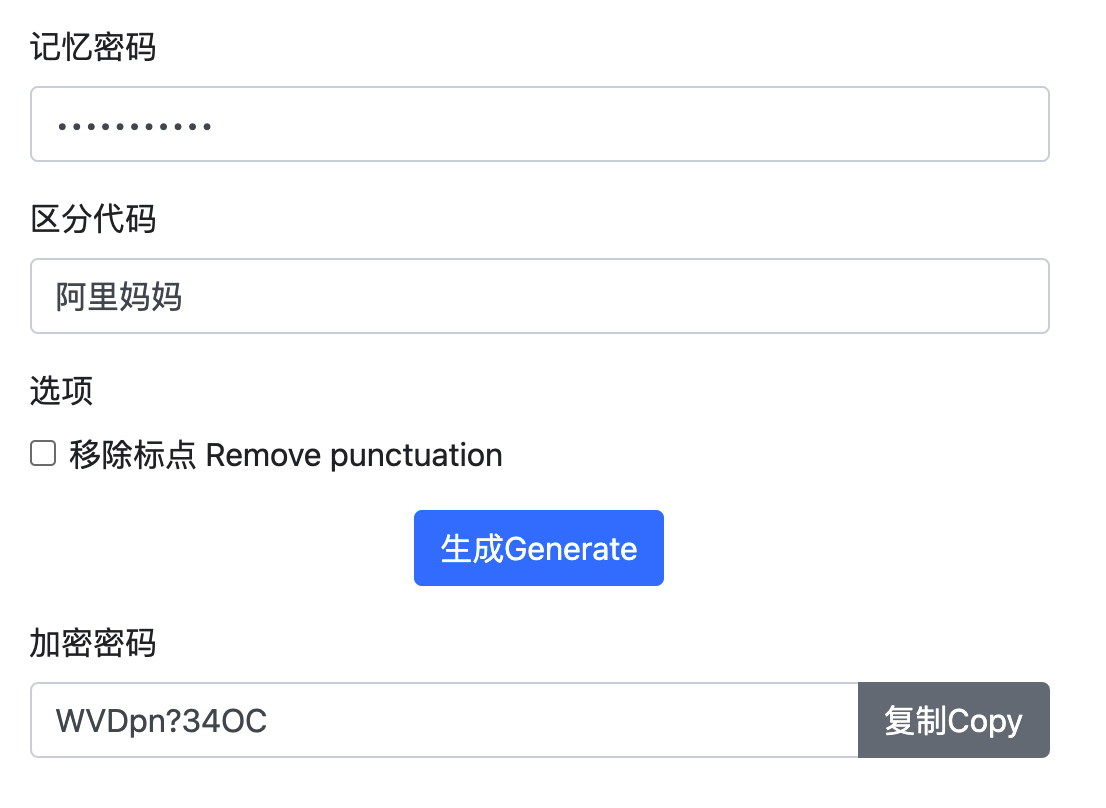 记忆密码
•••••••••••
区分代码
阿里妈妈
选项
移除标点 Remove punctuation
生成Generate
加密密码
WVDpn?34OC
复制Copy